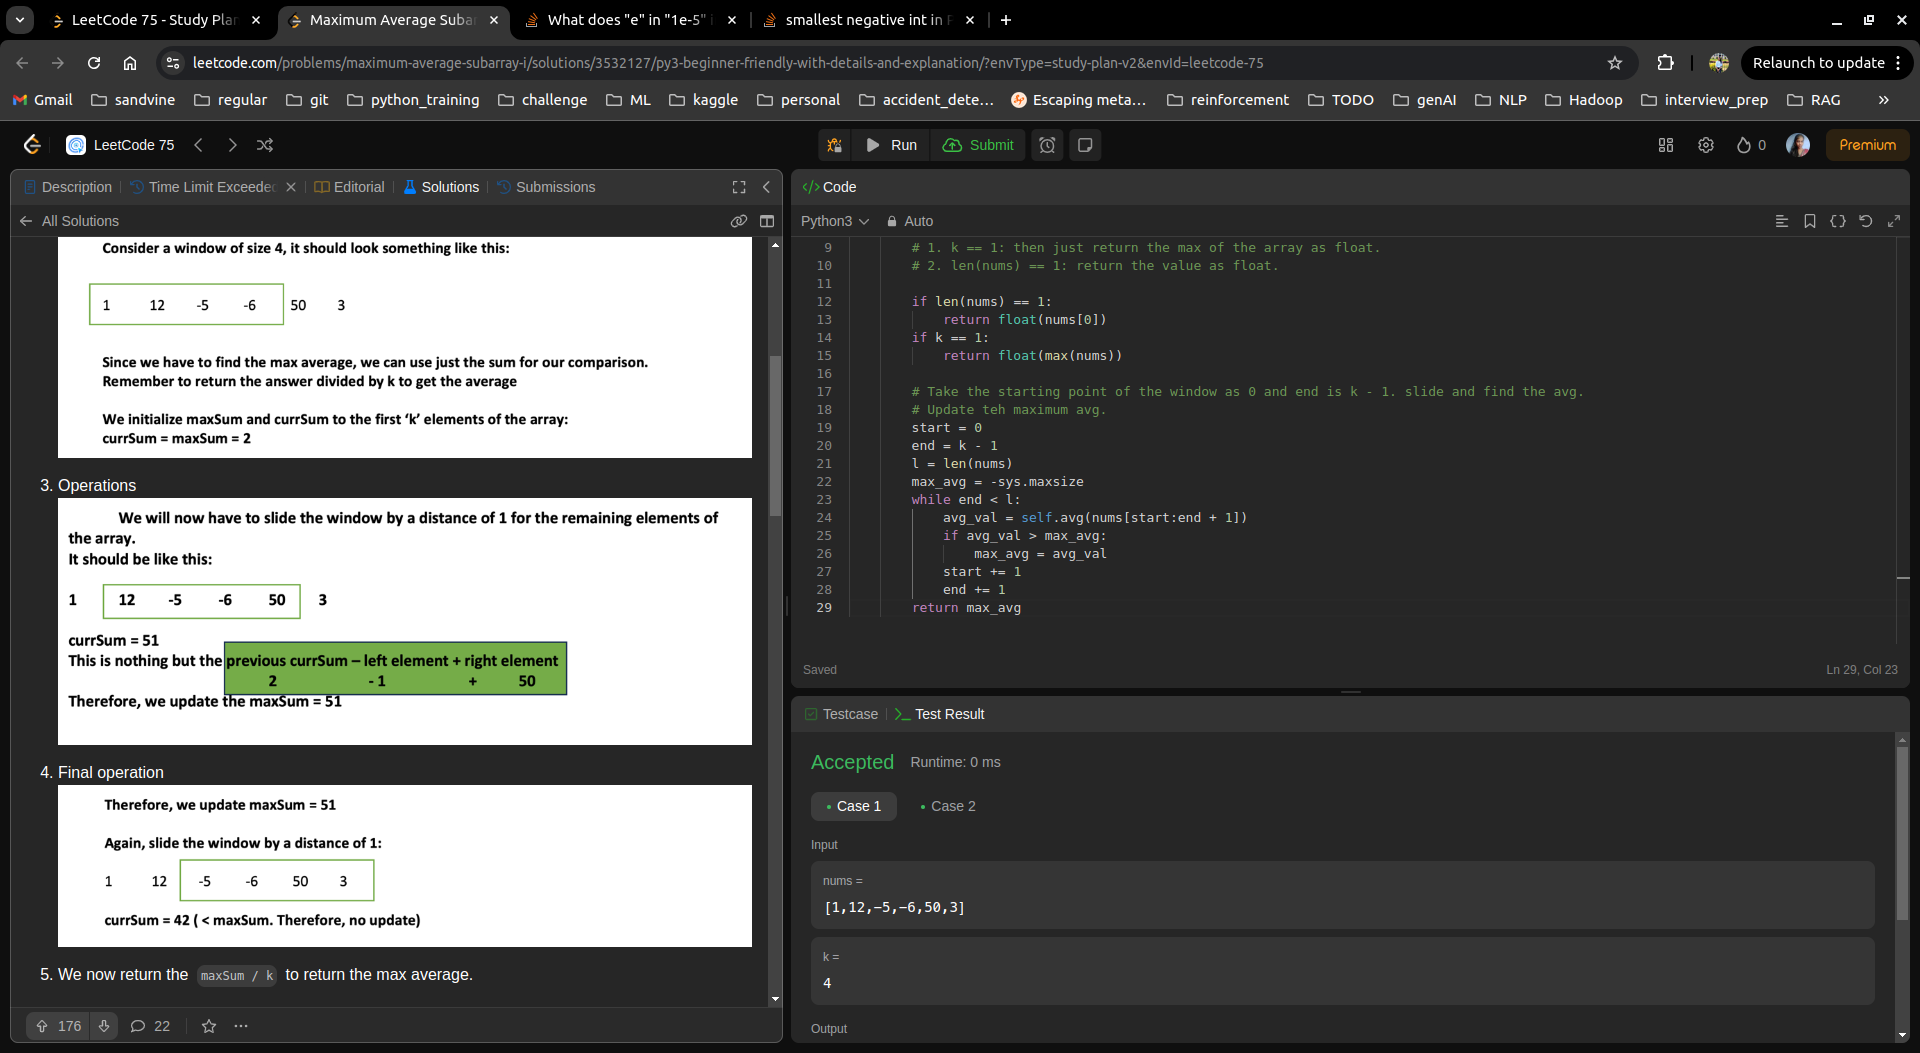 LeetCode 75 - Study Plan
Maximum Average Subar
What does "e" in "1e-5" i
smallest negative int in P
leetcode.com/problems/maximum-average-subarray-i/solutions/3532127/py3-beginner-friendly-with-details-and-explanation/?envType=study-plan-v2&envId=leetcode-75
Relaunch to update
Gmail
sandvine
regular
git
python_training
challenge
ML
kaggle
personal
accident_dete...
Escaping meta...
reinforcement
TODO
genAI
NLP
Hadoop
interview_prep
RAG
»
LeetCode 75
Run
Submit
0
Premium
Description
Time Limit Exceeded
Editorial
Solutions
Submissions
All Solutions
Consider a window of size 4, it should look something like this:
1 12 -5 -6 50 3
Since we have to find the max average, we can use just the sum for our comparison.
Remember to return the answer divided by k to get the average
We initialize maxSum and currSum to the first ‘k’ elements of the array:
currSum = maxSum = 2
3. Operations
We will now have to slide the window by a distance of 1 for the remaining elements of
the array.
It should be like this:
1 12 -5 -6 50 3
currSum = 51
This is nothing but the previous currSum – left element + right element
2 - 1 + 50
Therefore, we update the maxSum = 51
4. Final operation
Therefore, we update maxSum = 51
Again, slide the window by a distance of 1:
1 12 -5 -6 50 3
currSum = 42 ( < maxSum. Therefore, no update)
5. We now return the maxSum / k to return the max average.
176
22
</> Code
Python3
Auto
9 # 1. k == 1: then just return the max of the array as float.
10 # 2. len(nums) == 1: return the value as float.
11
12 if len(nums) == 1:
13 return float(nums[0])
14 if k == 1:
15 return float(max(nums))
16
17 # Take the starting point of the window as 0 and end is k - 1. slide and find the avg.
18 # Update teh maximum avg.
19 start = 0
20 end = k - 1
21 l = len(nums)
22 max_avg = -sys.maxsize
23 while end < l:
24 avg_val = self.avg(nums[start:end + 1])
25 if avg_val > max_avg:
26 max_avg = avg_val
27 start += 1
28 end += 1
29 return max_avg
Saved
Ln 29, Col 23
Testcase
Test Result
Accepted
Runtime: 0 ms
Case 1
Case 2
Input
nums =
[1,12,-5,-6,50,3]
k =
4
Output